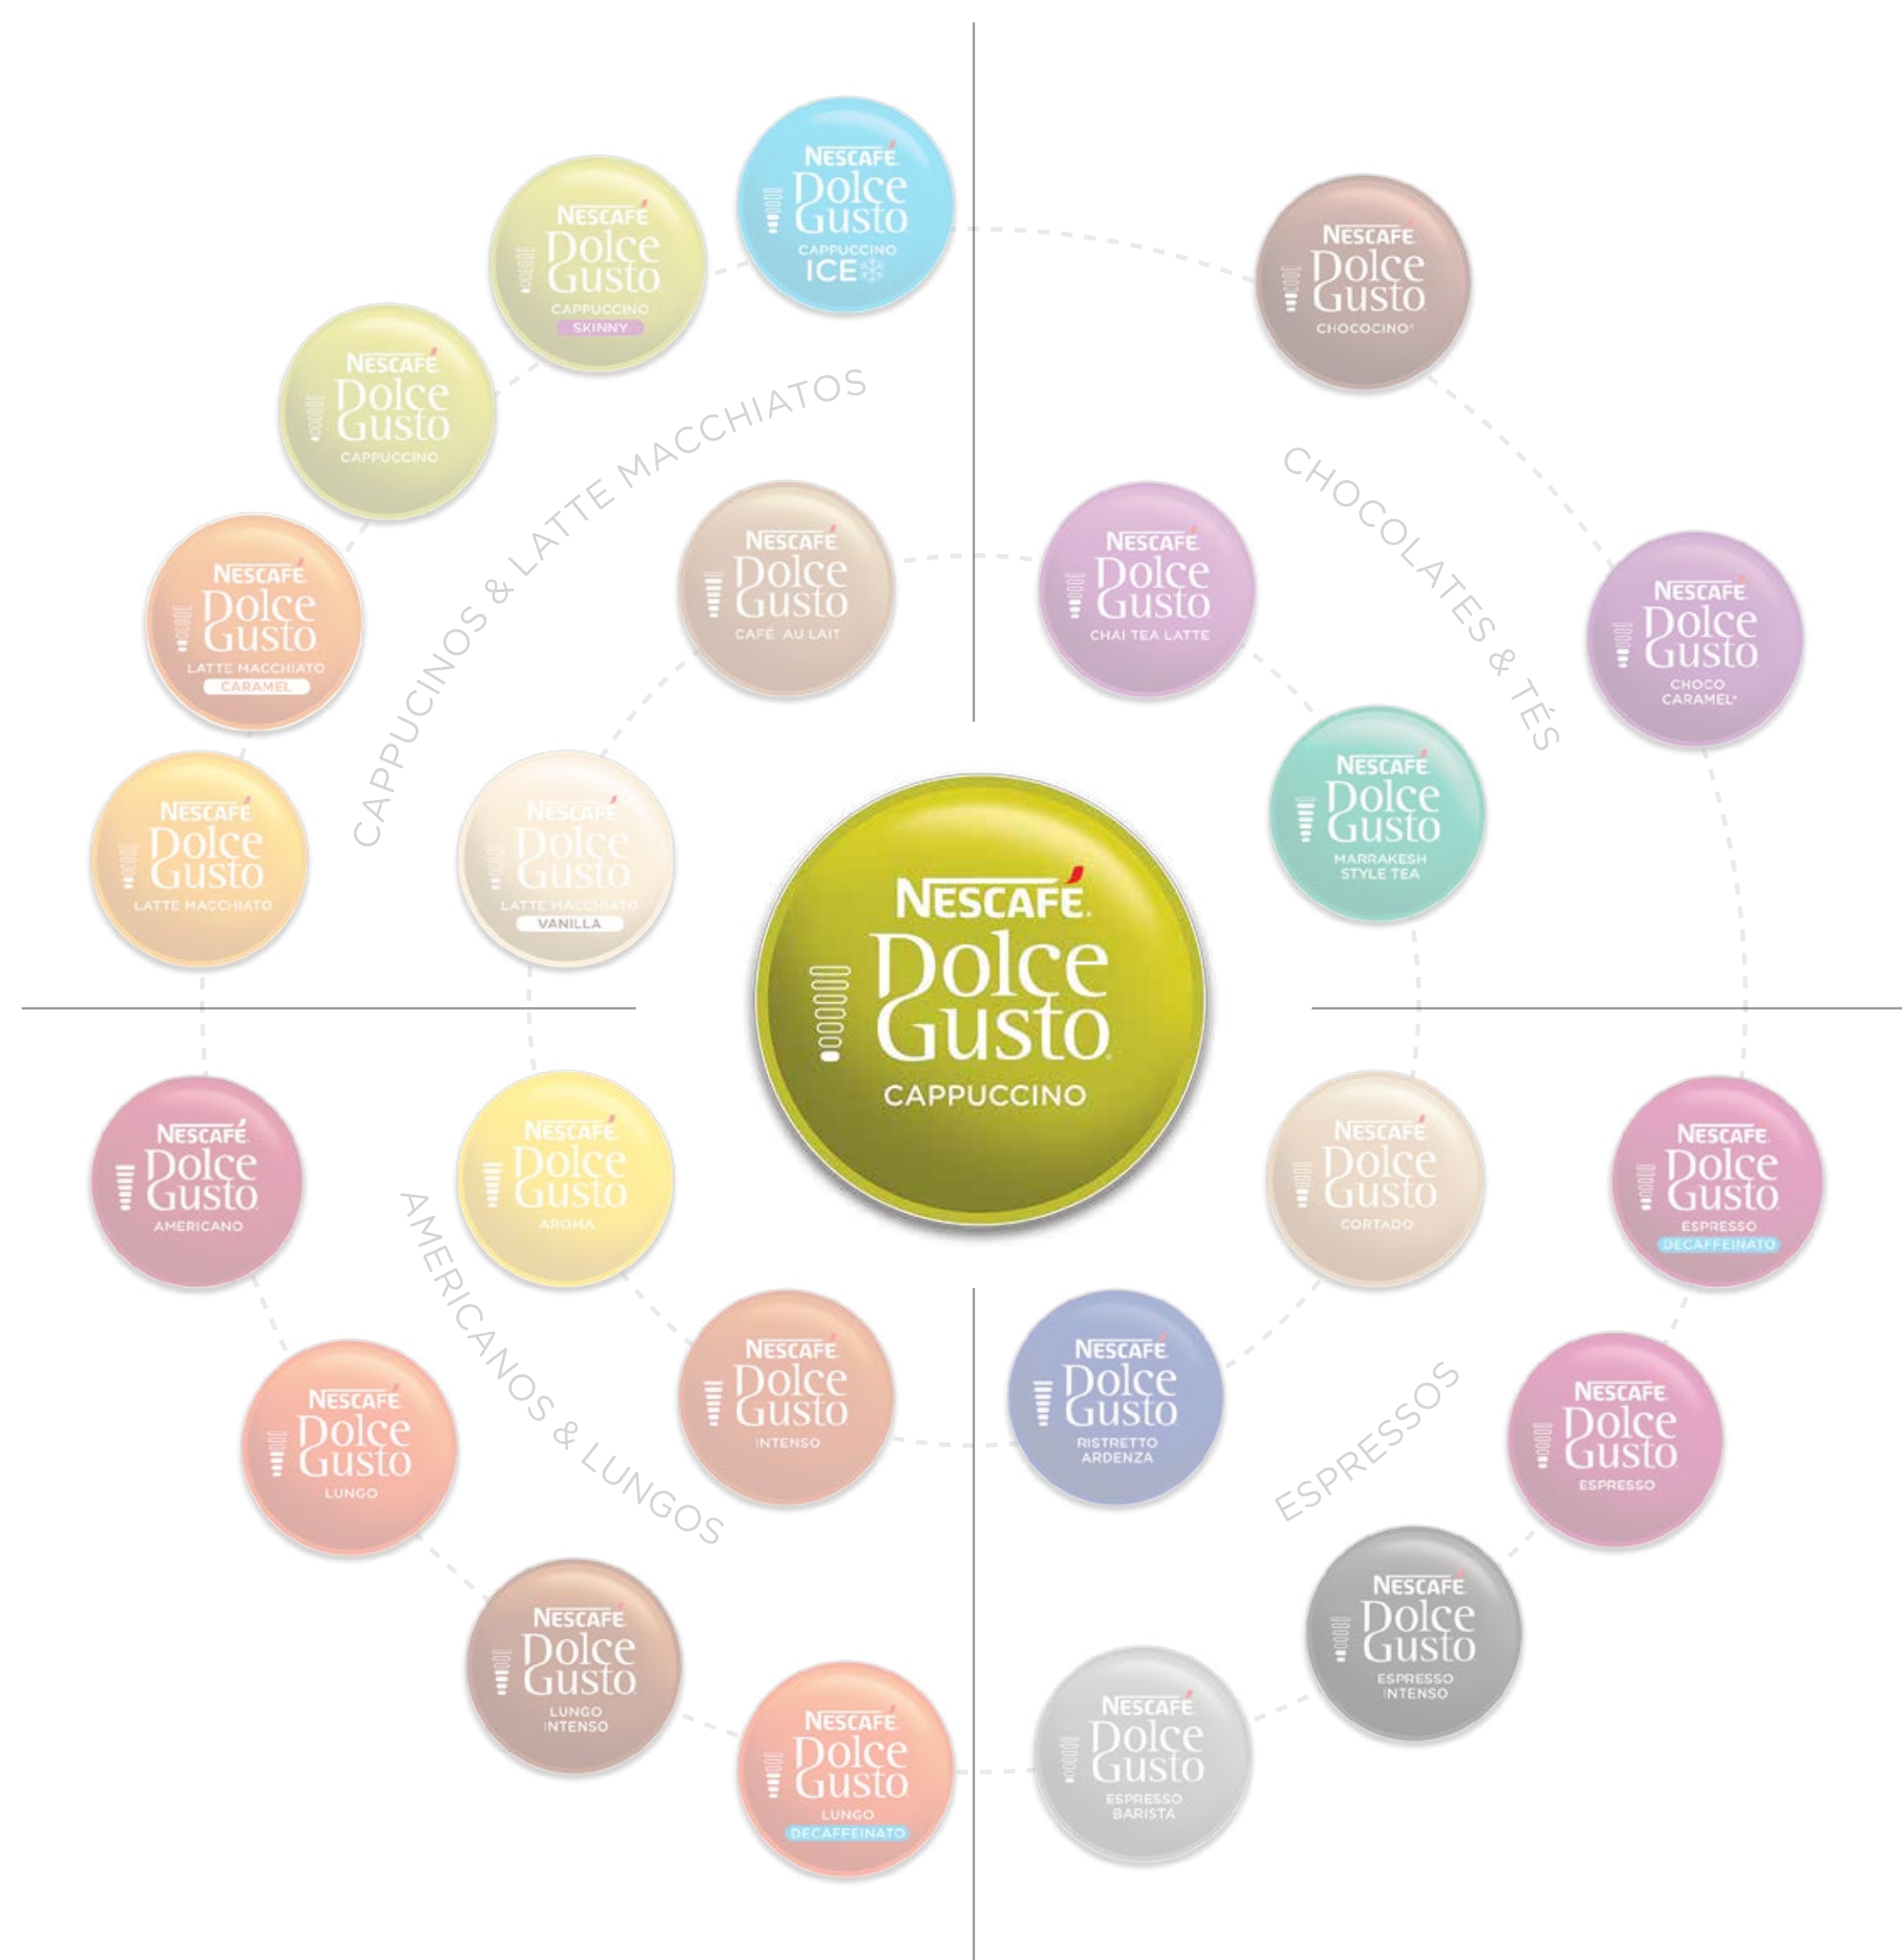 NESCAFÉ
Dolce
Gusto
CAPPUCCINO
ICE
NESCAFÉ
Dolce
Gusto
CAPPUCCINO
SKINNY
NESCAFÉ
Dolce
Gusto
CAPPUCCINO
NESCAFÉ
Dolce
Gusto
LATTE MACCHIATO
CARAMEL
NESCAFÉ
Dolce
Gusto
LATTE MACCHIATO
CAPPUCINOS & LATTE MACCHIATOS
NESCAFÉ
Dolce
Gusto
CAFÉ AU LAIT
NESCAFÉ
Dolce
Gusto
LATTE MACCHIATO
VANILLA
NESCAFÉ
Dolce
Gusto
CHOCOCINO*
CHOCOLATES & TÉS
NESCAFÉ
Dolce
Gusto
CHAI TEA LATTE
NESCAFÉ
Dolce
Gusto
CHOCO
CARAMEL*
NESCAFÉ
Dolce
Gusto
MARRAKESH
STYLE TEA
NESCAFÉ
Dolce
Gusto
CAPPUCCINO
NESCAFÉ
Dolce
Gusto
AMERICANO
NESCAFÉ
Dolce
Gusto
AROMA
AMERICANOS & LUNGOS
NESCAFÉ
Dolce
Gusto
LUNGO
NESCAFÉ
Dolce
Gusto
INTENSO
NESCAFÉ
Dolce
Gusto
LUNGO
INTENSO
NESCAFÉ
Dolce
Gusto
LUNGO
DECAFFEINATO
NESCAFÉ
Dolce
Gusto
CORTADO
NESCAFÉ
Dolce
Gusto
ESPRESSO
DECAFFEINATO
NESCAFÉ
Dolce
Gusto
RISTRETTO
ARDENZA
ESPRESSOS
NESCAFÉ
Dolce
Gusto
ESPRESSO
NESCAFÉ
Dolce
Gusto
ESPRESSO
INTENSO
NESCAFÉ
Dolce
Gusto
ESPRESSO
BARISTA